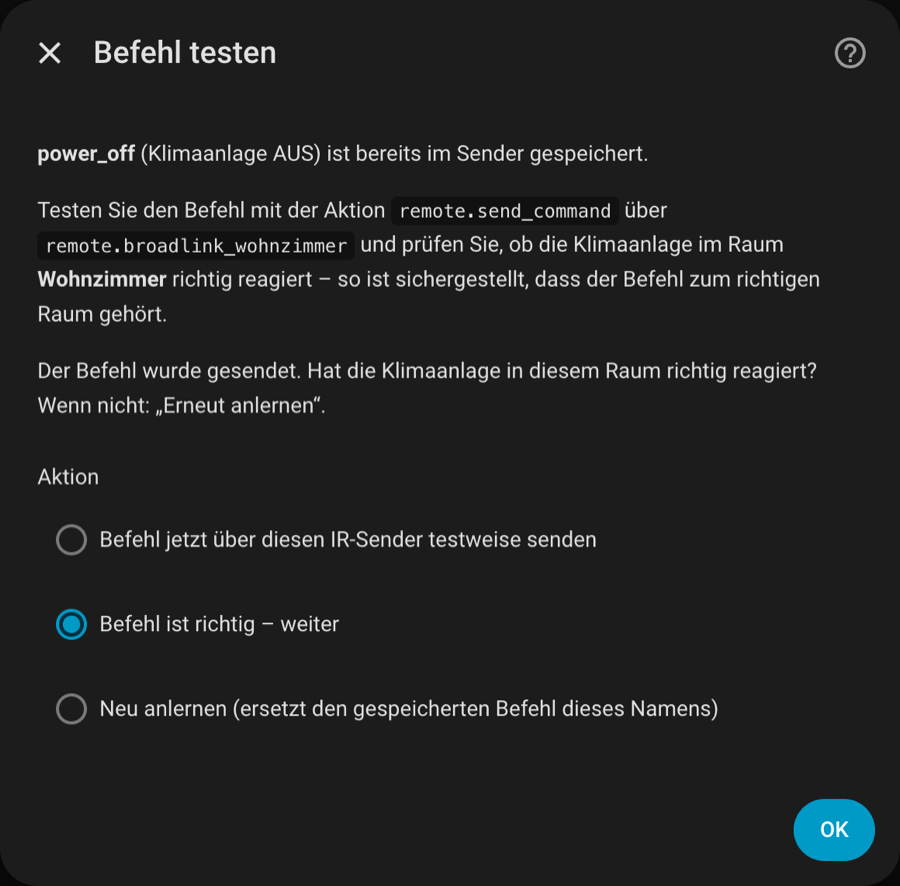 Befehl testen
power_off (Klimaanlage AUS) ist bereits im Sender gespeichert.
Testen Sie den Befehl mit der Aktion remote.send_command über
remote.broadlink_wohnzimmer und prüfen Sie, ob die Klimaanlage im Raum
Wohnzimmer richtig reagiert – so ist sichergestellt, dass der Befehl zum richtigen
Raum gehört.
Der Befehl wurde gesendet. Hat die Klimaanlage in diesem Raum richtig reagiert?
Wenn nicht: „Erneut anlernen“.
Aktion
Befehl jetzt über diesen IR-Sender testweise senden
Befehl ist richtig – weiter
Neu anlernen (ersetzt den gespeicherten Befehl dieses Namens)
OK